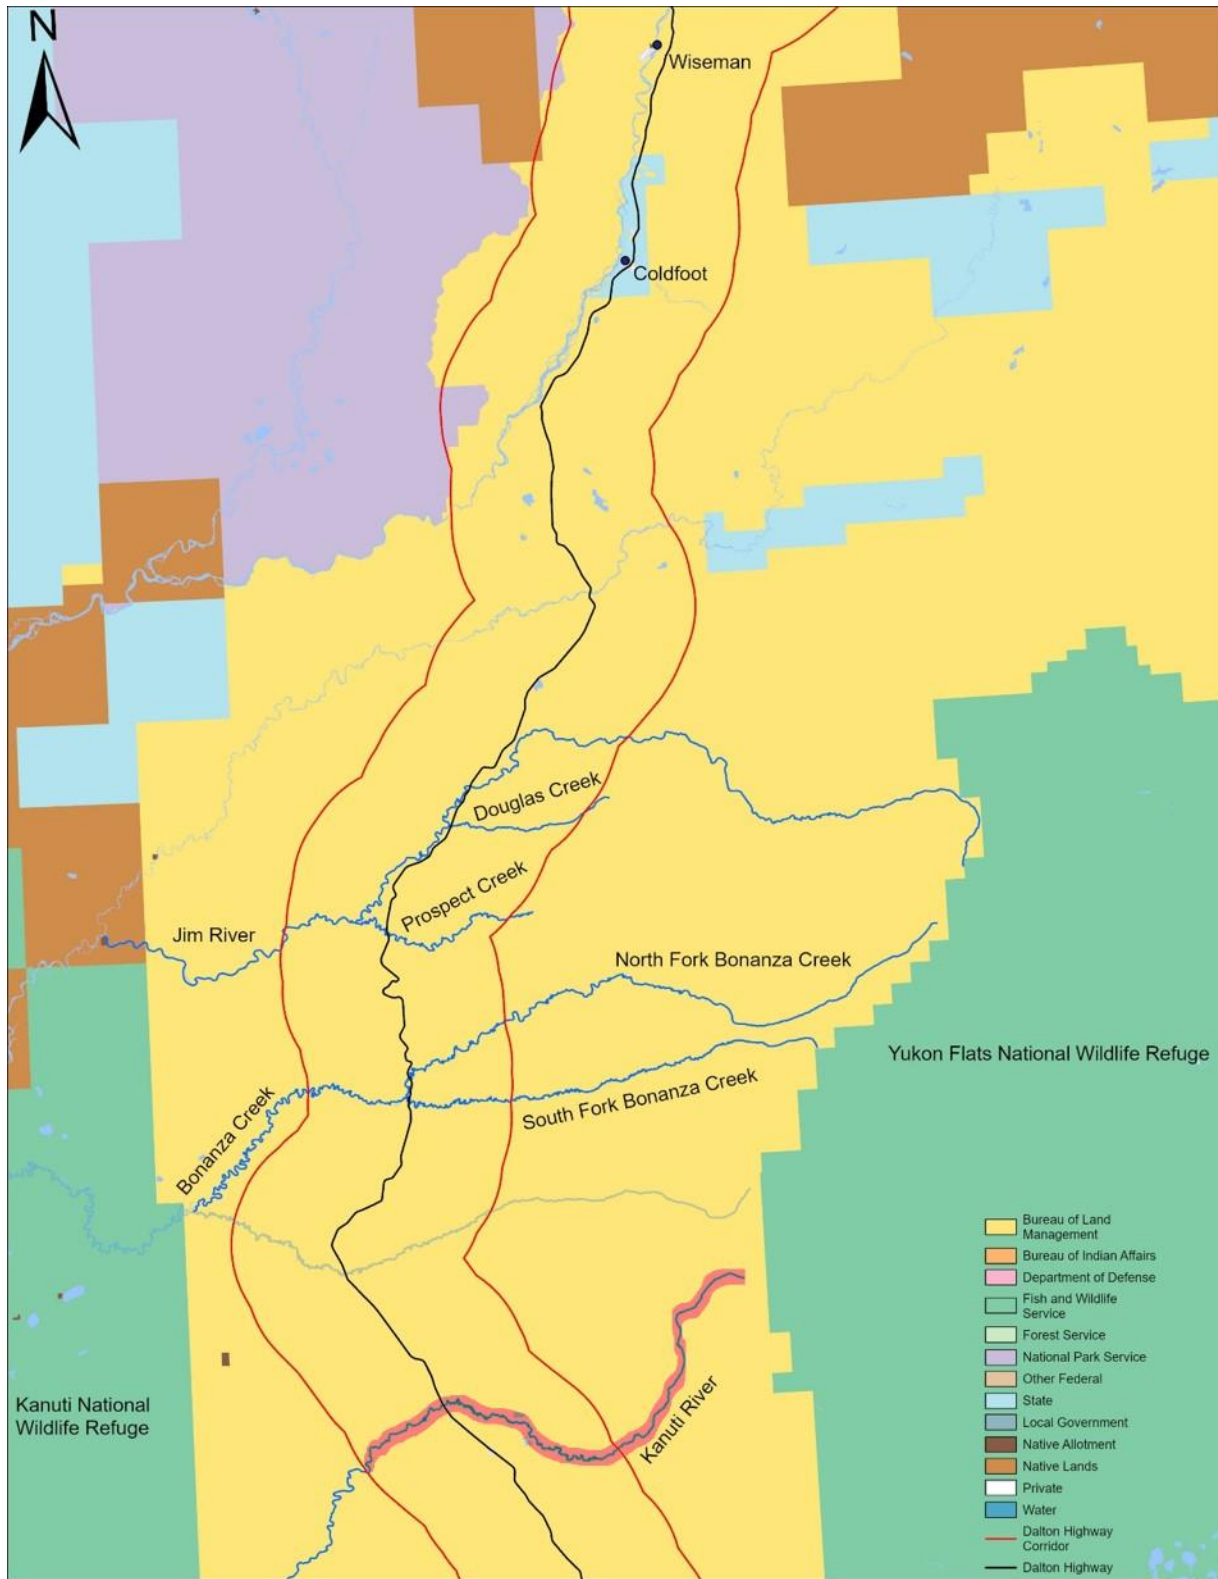 N
Wiseman
Coldfoot
Douglas Creek
Prospect Creek
Jim River
North Fork Bonanza Creek
Yukon Flats National Wildlife Refuge
South Fork Bonanza Creek
Bonanza Creek
Kanuti River
Kanuti National
Wildlife Refuge
Bureau of Land
Management
Bureau of Indian Affairs
Department of Defense
Fish and Wildlife
Service
Forest Service
National Park Service
Other Federal
State
Local Government
Native Allotment
Native Lands
Private
Water
Dalton Highway
Corridor
Dalton Highway